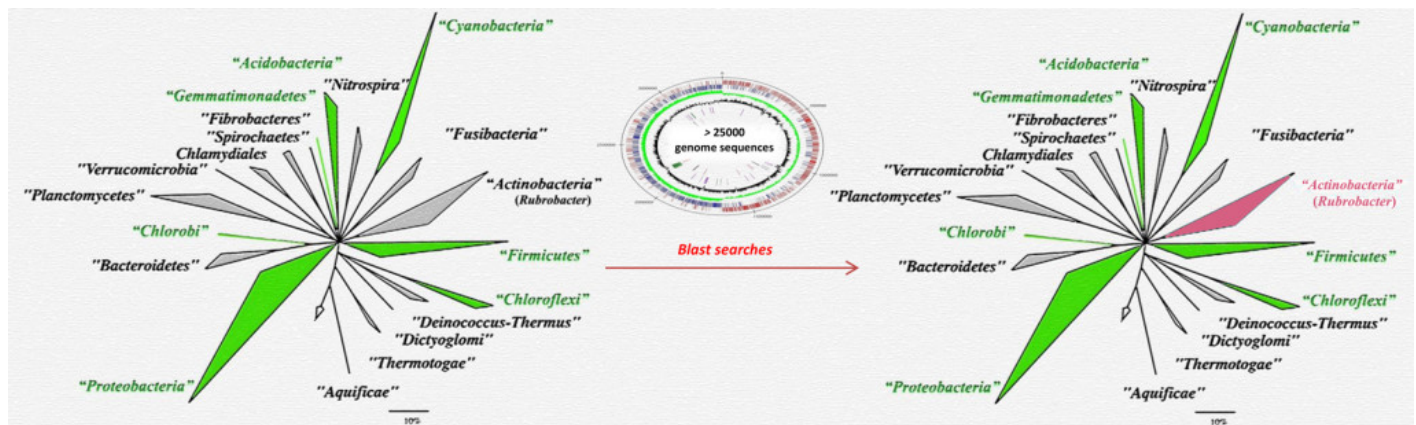 “Cyanobacteria”
“Acidobacteria”
"Nitrospira"
“Gemmatimonadetes”
"Fibrobacteres"
"Spirochaetes"
Chlamydiales
"Verrucomicrobia"
"Planctomycetes"
"Fusibacteria"
"Actinobacteria"
(Rubrobacter)
“Chlorobi”
"Bacteroidetes"
“Firmicutes”
“Chloroflexi”
"Deinococcus-Thermus"
"Dictyoglomi"
"Thermotogae"
"Aquificae"
“Proteobacteria”
10%
> 25000
genome sequences
Blast searches
“Cyanobacteria”
“Acidobacteria”
"Nitrospira"
“Gemmatimonadetes”
"Fibrobacteres"
"Spirochaetes"
Chlamydiales
"Verrucomicrobia"
"Planctomycetes"
"Fusibacteria"
“Actinobacteria”
(Rubrobacter)
“Chlorobi”
"Bacteroidetes"
“Firmicutes”
“Chloroflexi”
"Deinococcus-Thermus"
"Dictyoglomi"
"Thermotogae"
"Aquificae"
“Proteobacteria”
10%